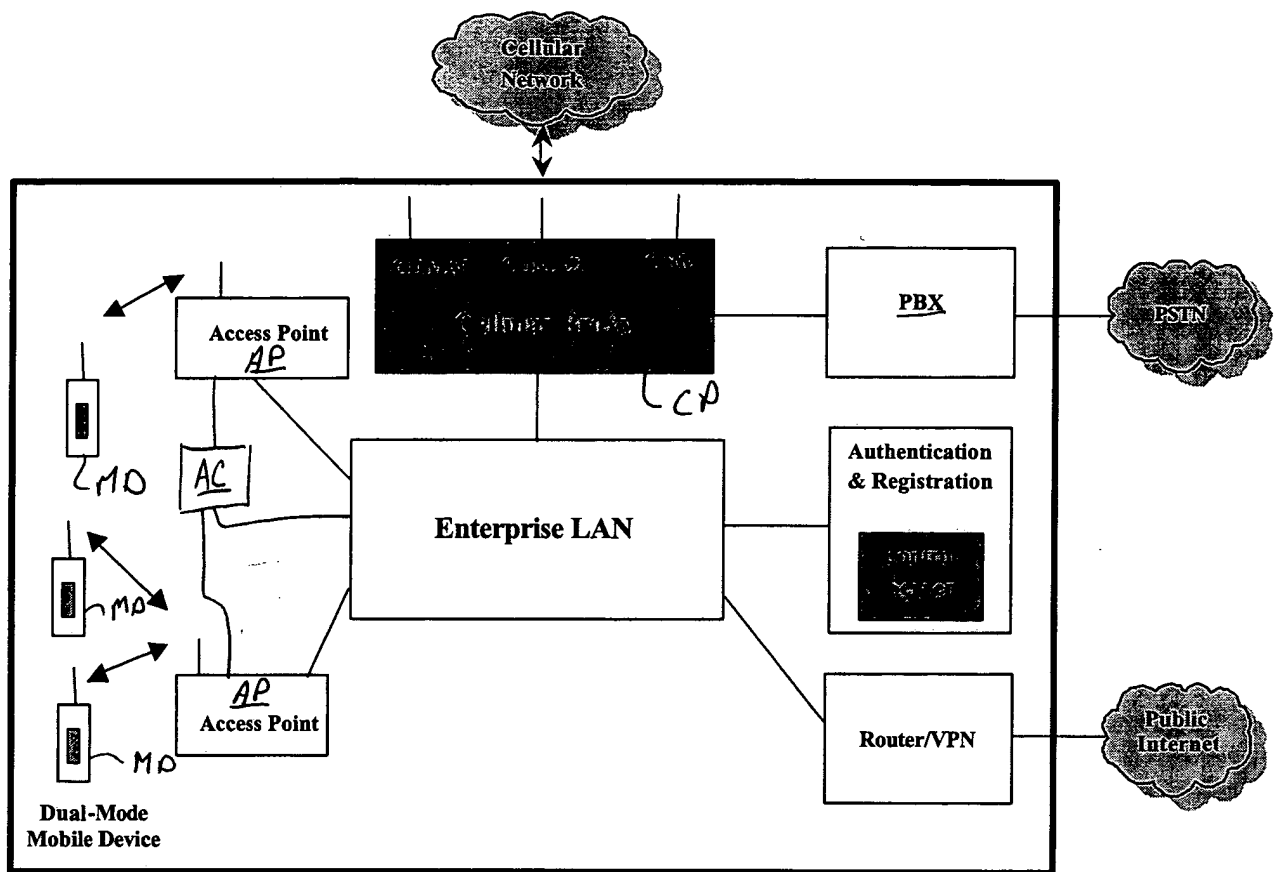 Cellular
Network
Access Point
AP
PBX
PSTN
CP
MD
AC
Authentication
& Registration
Enterprise LAN
MD
AP
Access Point
MD
Router/VPN
Public
Internet
Dual-Mode
Mobile Device